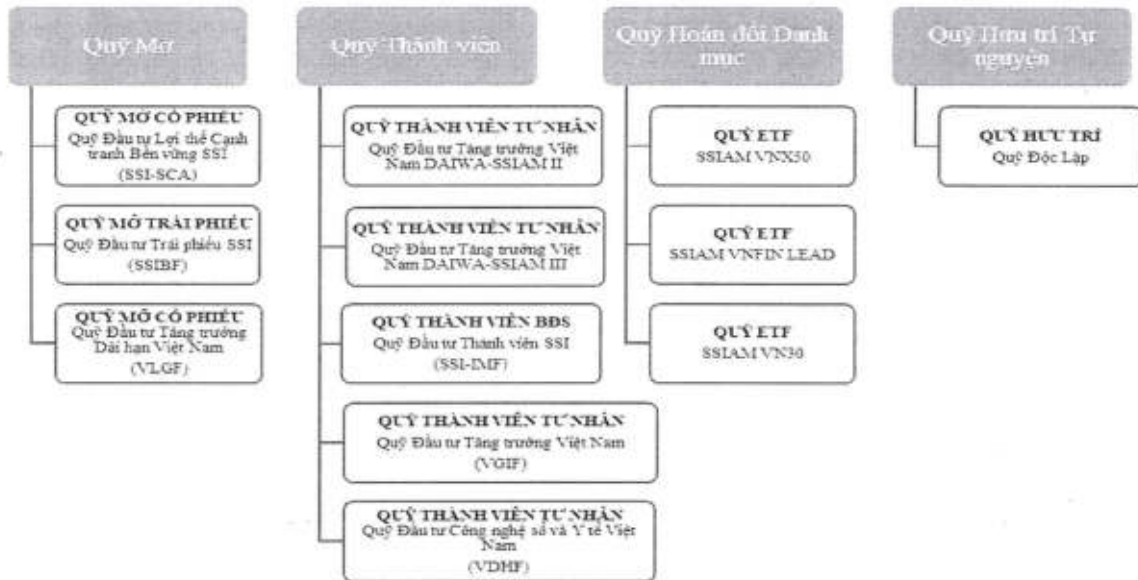 Quỹ Mở
QUỸ MỞ CỔ PHIẾU
Quỹ Đầu tư Lợi thế Cạnh
tranh Bền vững SSI
(SSI-SCA)
QUỸ MỞ TRÁI PHIẾU
Quỹ Đầu tư Trái phiếu SSI
(SSIBF)
QUỸ MỞ CỔ PHIẾU
Quỹ Đầu tư Tăng trưởng
Dài hạn Việt Nam
(VLGF)
Quỹ Thành viên
QUỸ THÀNH VIÊN TƯ NHÂN
Quỹ Đầu tư Tăng trưởng Việt
Nam DAIWA-SSIAM II
QUỸ THÀNH VIÊN TƯ NHÂN
Quỹ Đầu tư Tăng trưởng Việt
Nam DAIWA-SSIAM III
QUỸ THÀNH VIÊN BĐS
Quỹ Đầu tư Thành viên SSI
(SSI-IMF)
QUỸ THÀNH VIÊN TƯ NHÂN
Quỹ Đầu tư Tăng trưởng Việt Nam
(VGIF)
QUỸ THÀNH VIÊN TƯ NHÂN
Quỹ Đầu tư Công nghệ số và Y tế Việt
Nam
(VDHF)
Quỹ Hoán đổi Danh
mục
QUỸ ETF
SSIAM VNX50
QUỸ ETF
SSIAM VNFIN LEAD
QUỸ ETF
SSIAM VN30
Quỹ Hưu trí Tự
nguyện
QUỸ HƯU TRÍ
Quỹ Độc Lập